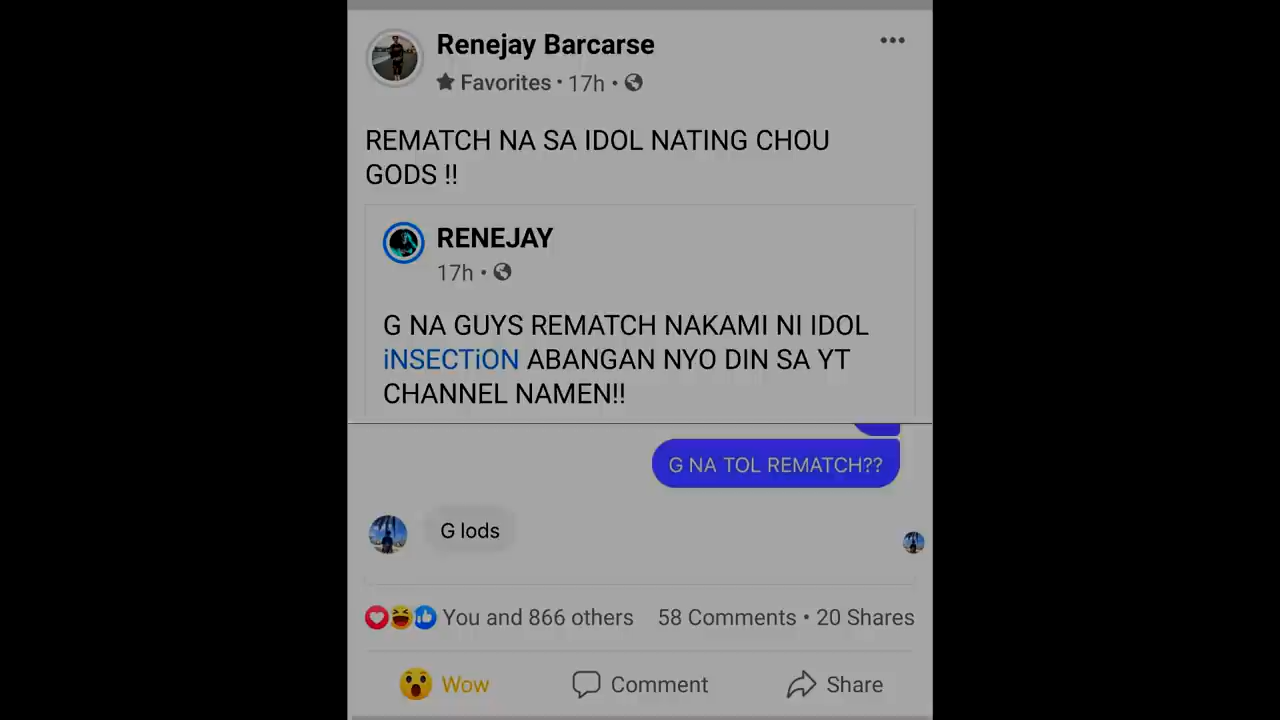 Renejay Barcarse
Favorites • 17h •
REMATCH NA SA IDOL NATING CHOU
GODS !!
RENEJAY
17h •
G NA GUYS REMATCH NAKAMI NI IDOL
iNSECTiON ABANGAN NYO DIN SA YT
CHANNEL NAMEN!!
G NA TOL REMATCH??
G lods
You and 866 others 58 Comments • 20 Shares
Wow Comment Share